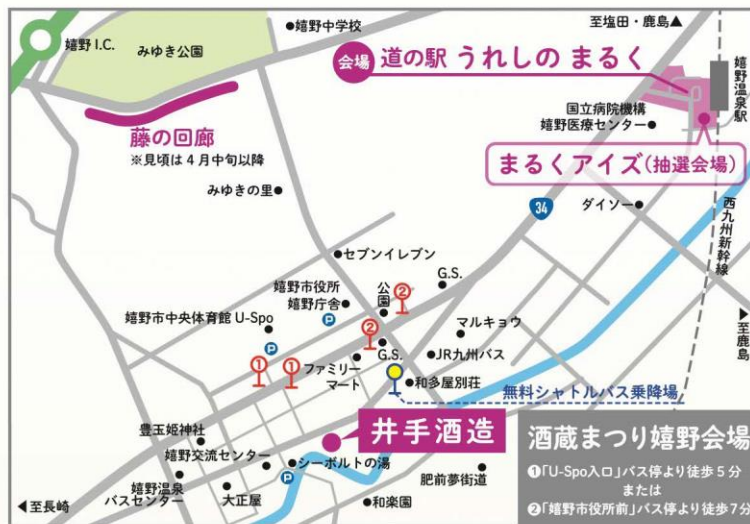 至塩田・鹿島▲
嬉野I.C.
みゆき公園
嬉野中学校
会場 道の駅 うれしの まるく
嬉野温泉駅
国立病院機構
嬉野医療センター
藤の回廊
※見頃は4月中旬以降
まるくアイズ(抽選会場)
みゆきの里
34
ダイソー
西九州新幹線
セブンイレブン
G.S.
嬉野市役所
嬉野庁舎
公園
②
嬉野市中央体育館 U-Spo
P
マルキョウ
▶至鹿島
②
P
G.S.
JR九州バス
①
①
ファミリー
マート
和多屋別荘
無料シャトルバス乗降場
豊玉姫神社
井手酒造
酒蔵まつり嬉野会場
嬉野交流センター
シーボルトの湯
❶「U-Spo入口」バス停より徒歩5分
または
❷「嬉野市役所前」バス停より徒歩7分
嬉野温泉
バスセンター
P
肥前夢街道
大正屋
和楽園
◀至長崎